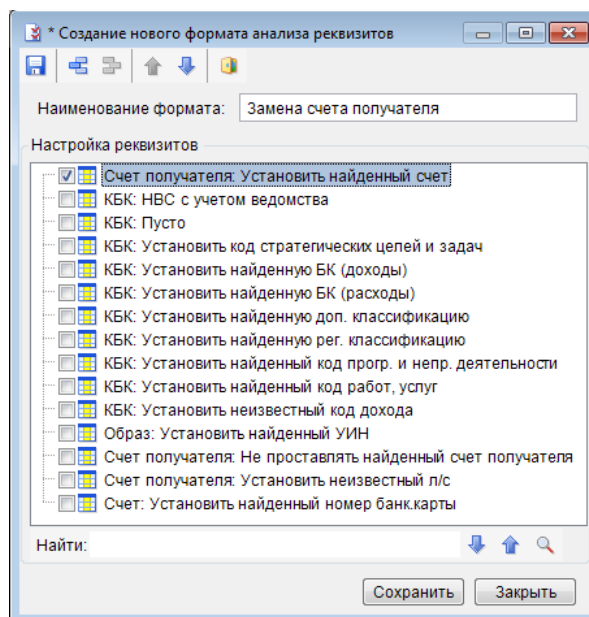 * Создание нового формата анализа реквизитов
Наименование формата: Замена счета получателя
Настройка реквизитов
Счет получателя: Установить найденный счет
КБК: НВС с учетом ведомства
КБК: Пусто
КБК: Установить код стратегических целей и задач
КБК: Установить найденную БК (доходы)
КБК: Установить найденную БК (расходы)
КБК: Установить найденную доп. классификацию
КБК: Установить найденную рег. классификацию
КБК: Установить найденный код прогр. и непр. деятельности
КБК: Установить найденный код работ, услуг
КБК: Установить неизвестный код дохода
Образ: Установить найденный УИН
Счет получателя: Не проставлять найденный счет получателя
Счет получателя: Установить неизвестный л/с
Счет: Установить найденный номер банк.карты
Найти:
Сохранить Закрыть